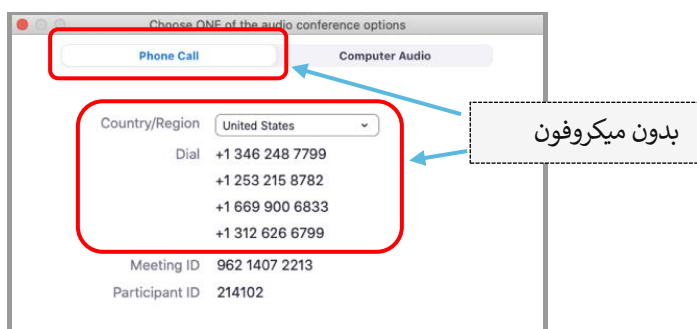 Choose ONE of the audio conference options
Phone Call
Computer Audio
Country/Region United States
Dial +1 346 248 7799
+1 253 215 8782
+1 669 900 6833
+1 312 626 6799
Meeting ID 962 1407 2213
Participant ID 214102
بدون میکروفون